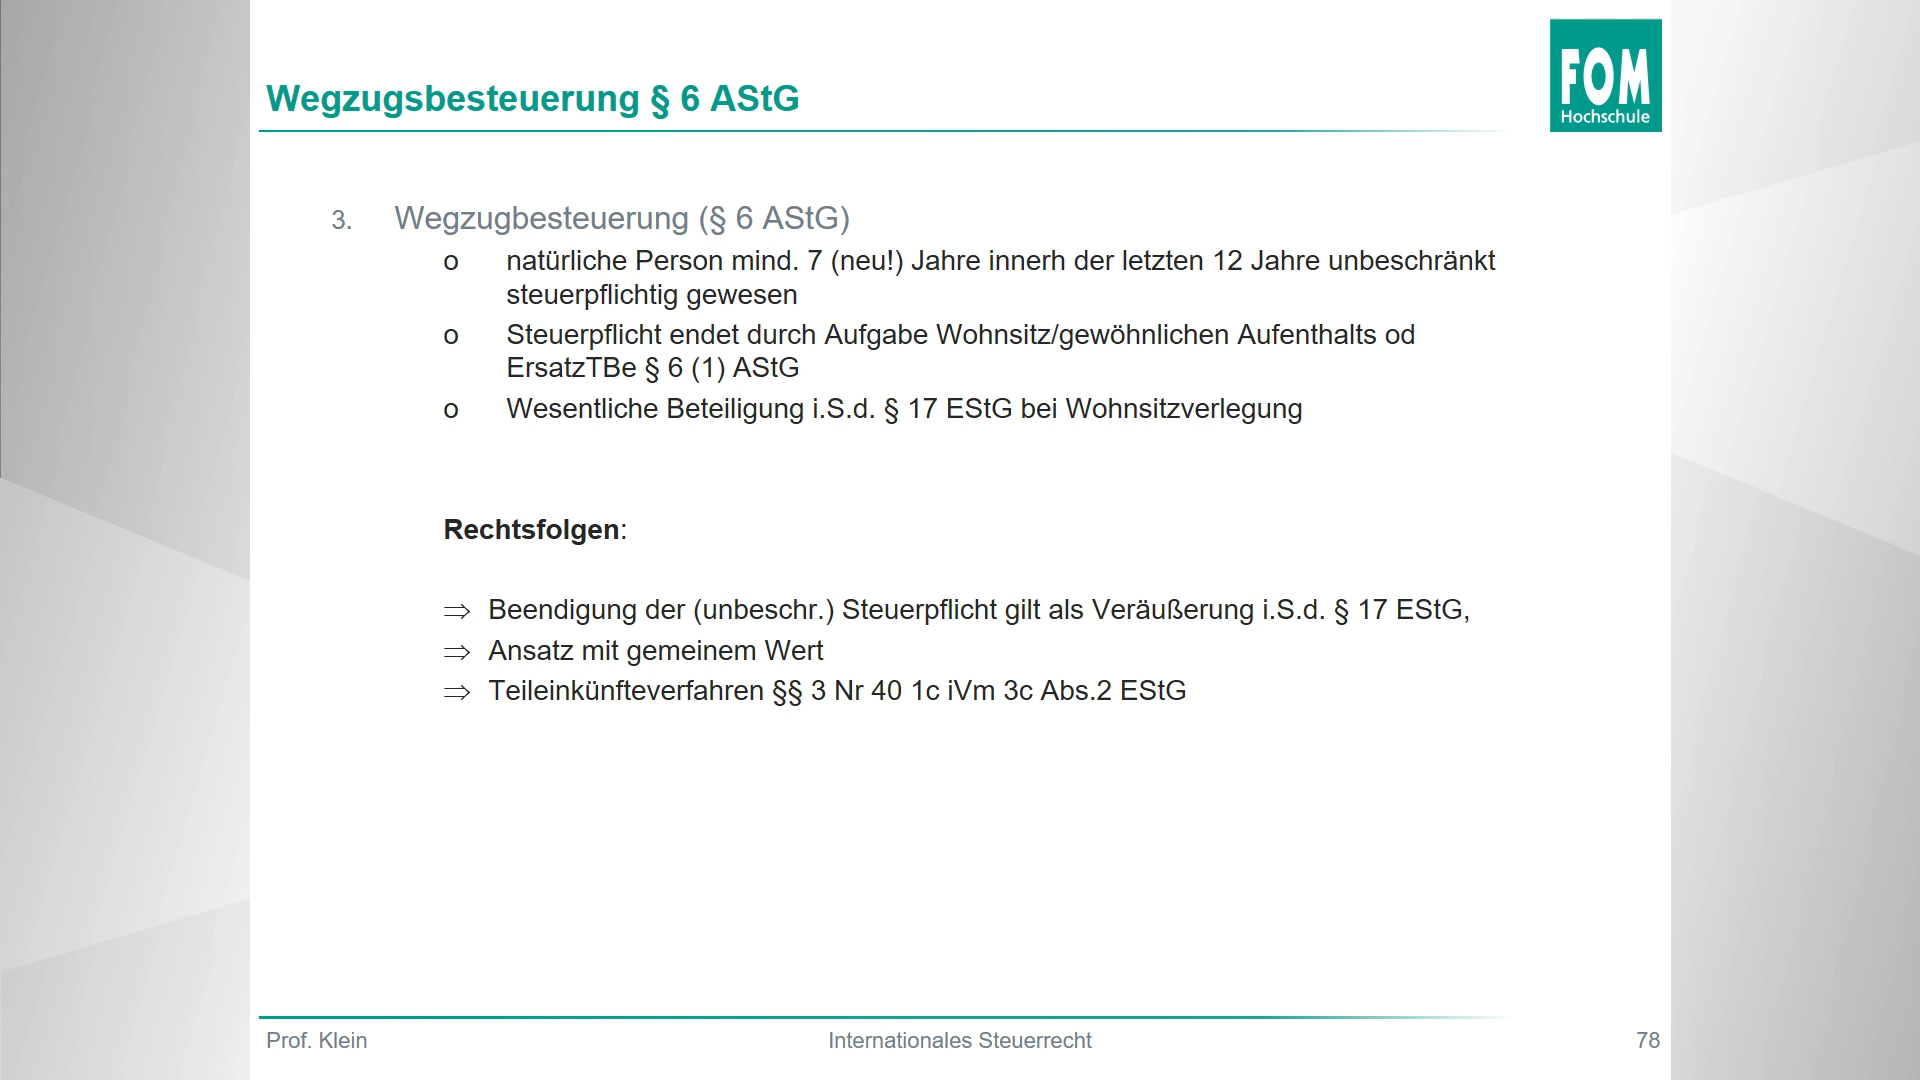 Wegzugsbesteuerung § 6 AStG
FOM
Hochschule
3. Wegzugbesteuerung (§ 6 AStG)
o natürliche Person mind. 7 (neu!) Jahre innerh der letzten 12 Jahre unbeschränkt
steuerpflichtig gewesen
o Steuerpflicht endet durch Aufgabe Wohnsitz/gewöhnlichen Aufenthalts od
ErsatzTBe § 6 (1) AStG
o Wesentliche Beteiligung i.S.d. § 17 EStG bei Wohnsitzverlegung
Rechtsfolgen:
⇒ Beendigung der (unbeschr.) Steuerpflicht gilt als Veräußerung i.S.d. § 17 EStG,
⇒ Ansatz mit gemeinem Wert
⇒ Teileinkünfteverfahren §§ 3 Nr 40 1c iVm 3c Abs.2 EStG
Prof. Klein Internationales Steuerrecht 78